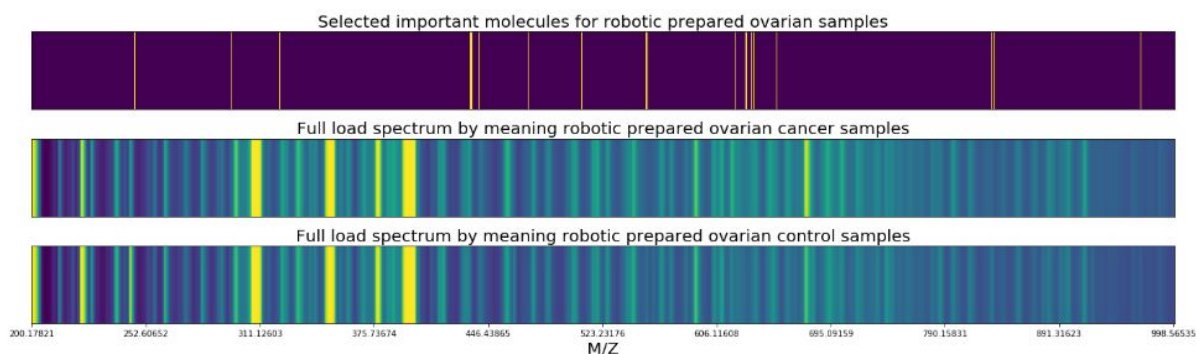 Selected important molecules for robotic prepared ovarian samples
Full load spectrum by meaning robotic prepared ovarian cancer samples
Full load spectrum by meaning robotic prepared ovarian control samples
200.17821 252.60652 311.12603 375.73674 446.43865 523.23176 606.11608 695.09159 790.15831 891.31623 998.56535
M/Z